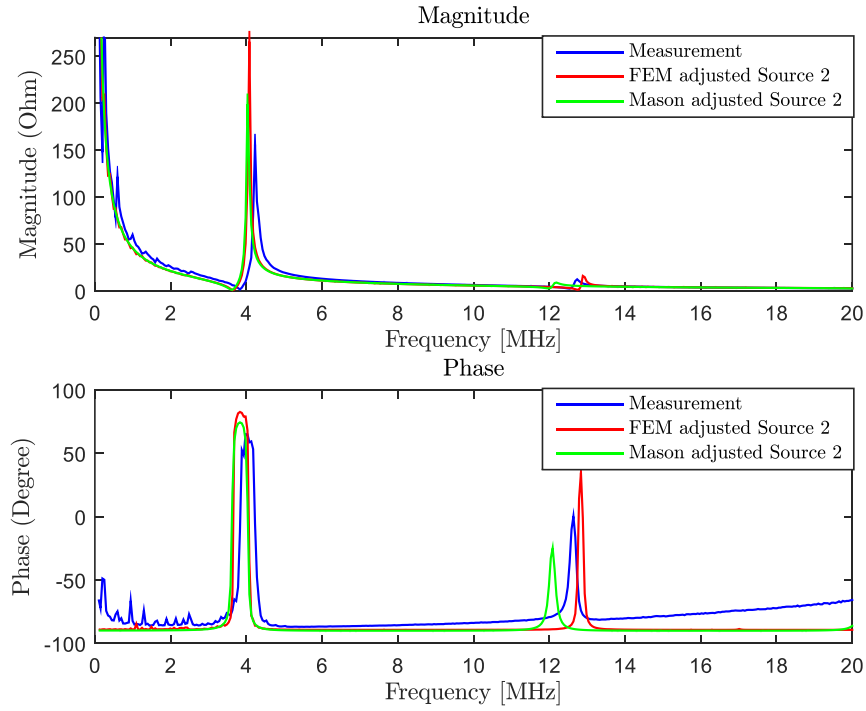 Magnitude
250
200
150
100
50
0
Magnitude (Ohm)
Measurement
FEM adjusted Source 2
Mason adjusted Source 2
0 2 4 6 8 10 12 14 16 18 20
Frequency [MHz]
Phase
100
50
0
-50
-100
Phase (Degree)
Measurement
FEM adjusted Source 2
Mason adjusted Source 2
0 2 4 6 8 10 12 14 16 18 20
Frequency [MHz]